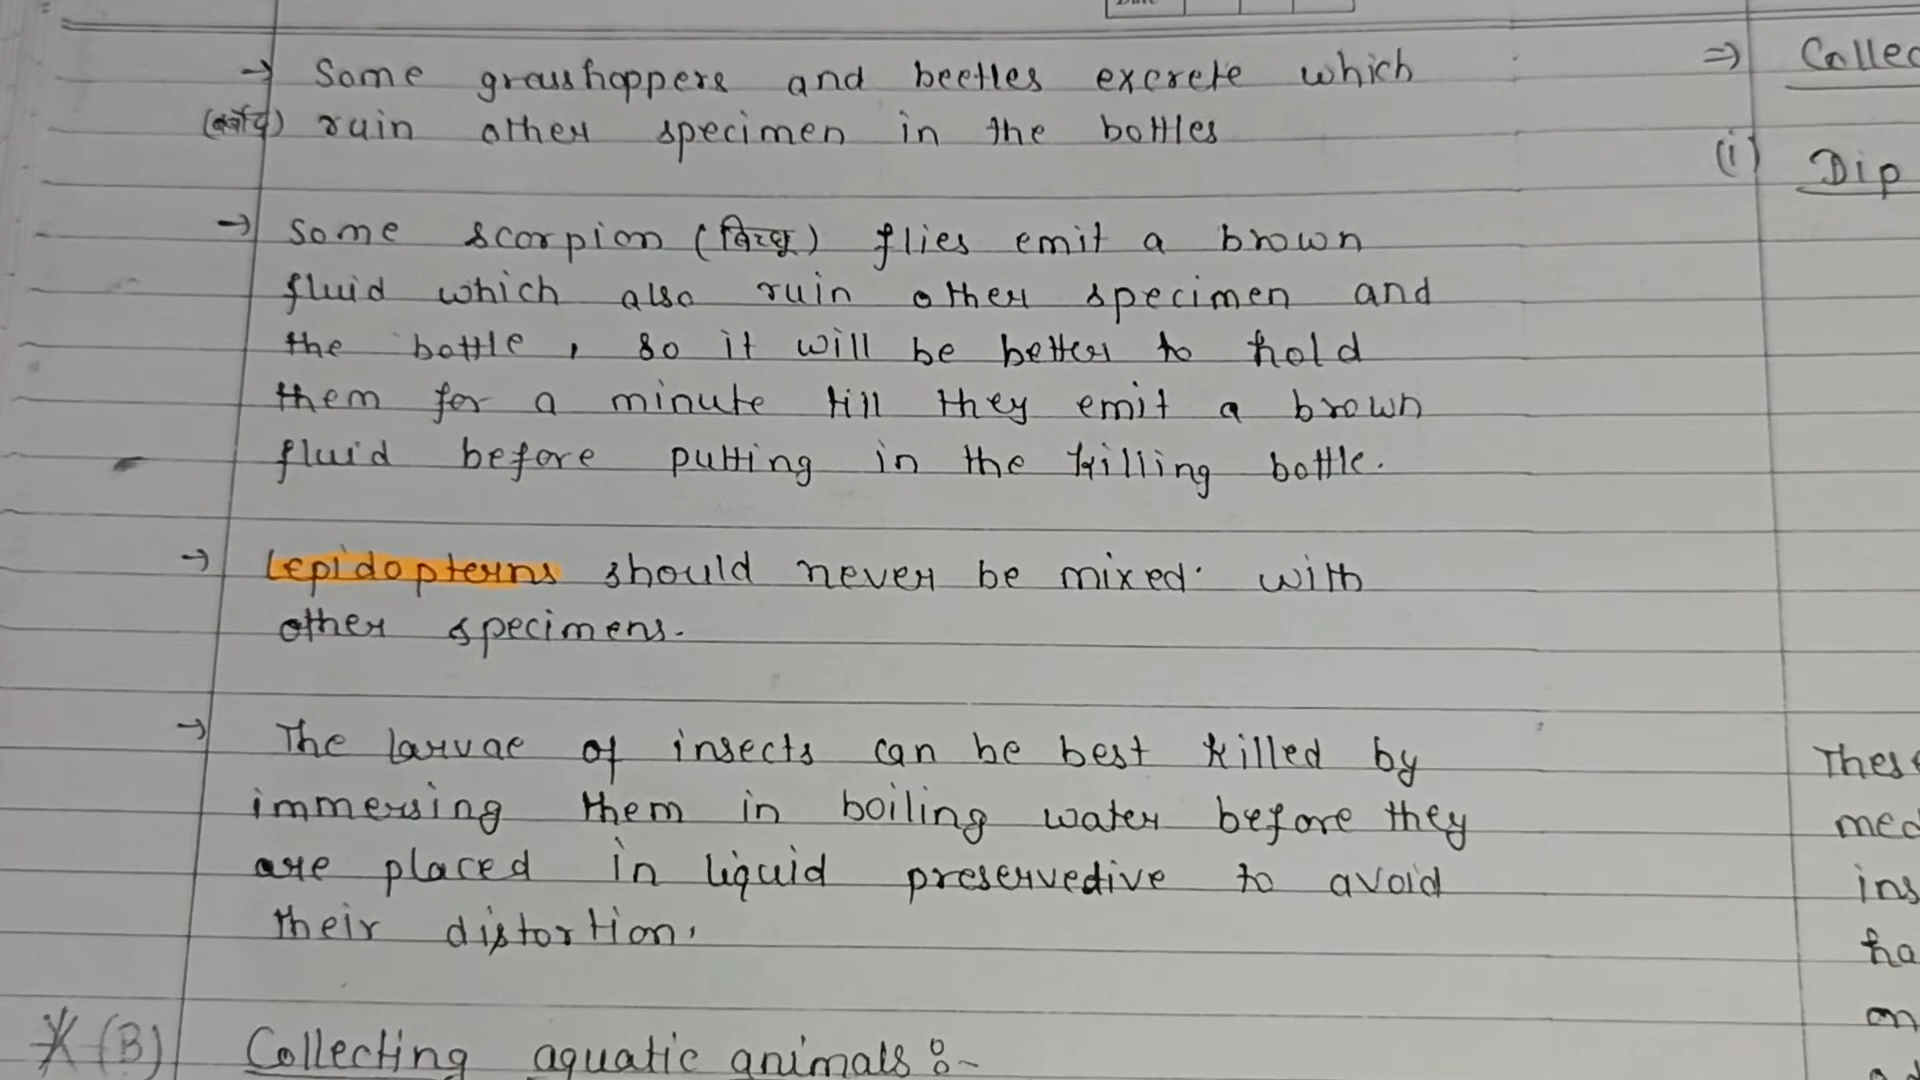 → Some grasshoppers and beetles excrete which
(बर्बाद) ruin other specimen in the bottles
→ Some scorpion (बिच्छू) flies emit a brown
fluid which also ruin other specimen and
the bottle, so it will be better to hold
them for a minute till they emit a brown
fluid before putting in the killing bottle.
→ Lepidopterns should never be mixed with
other specimens.
→ The larvae of insects can be best killed by
immersing them in boiling water before they
are placed in liquid preservedive to avoid
their distortion.
(B) Collecting aquatic animals :-
⇒ Collec
(i) Dip
These
med
ins
ha
on